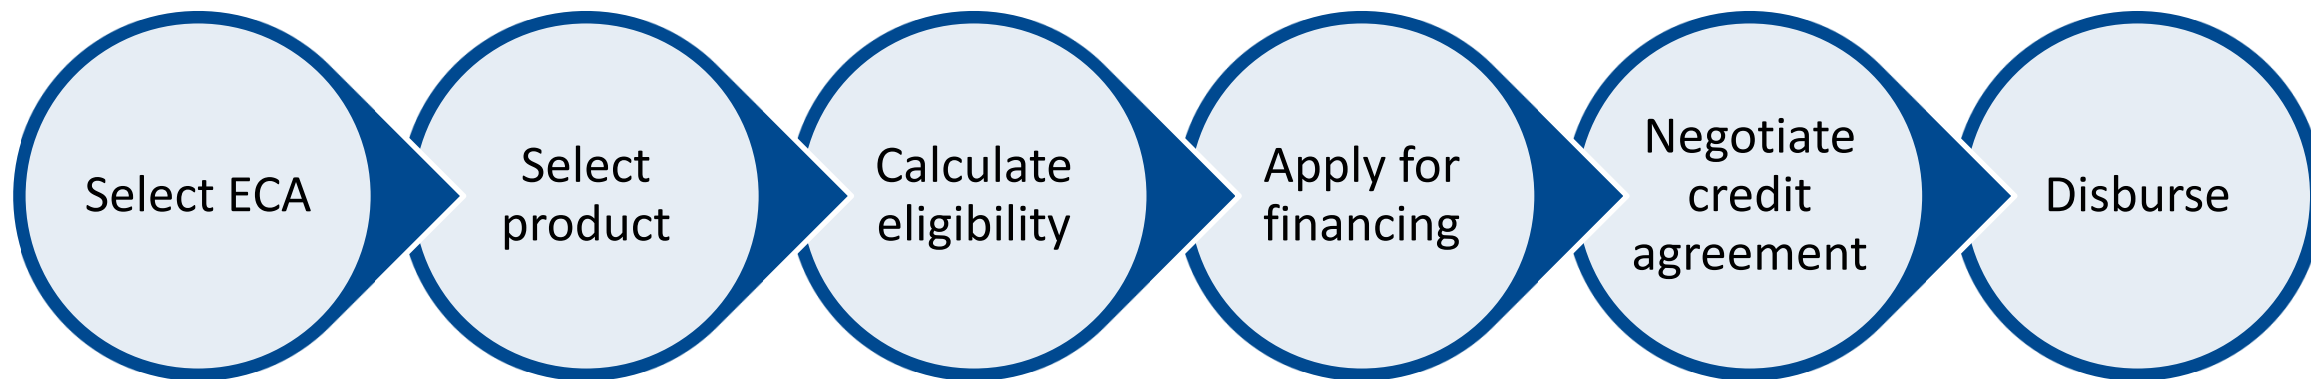 Select ECA
Select
product
Calculate
eligibility
Apply for
financing
Negotiate
credit
agreement
Disburse